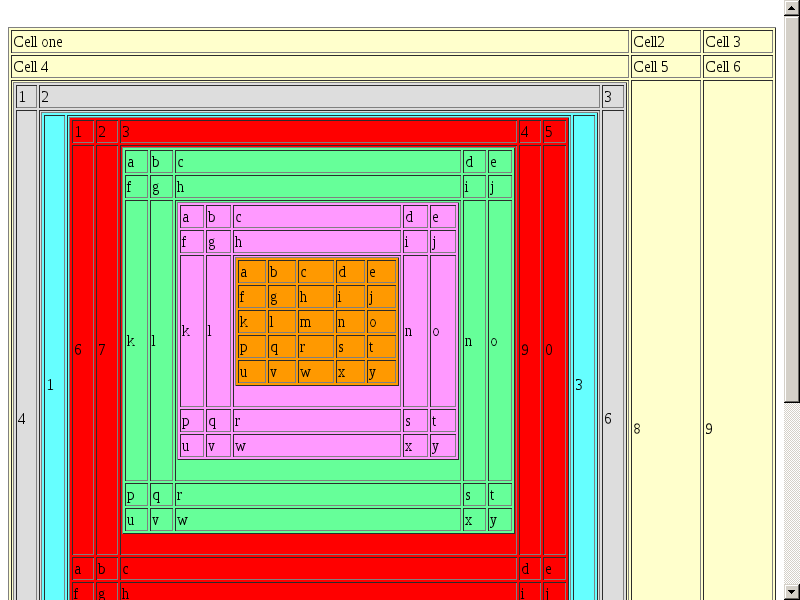 Cell one Cell2 Cell 3
Cell 4 Cell 5 Cell 6
1 2 3
1 2 3 4 5
a b c d e
f g h i j
a b c d e
f g h i j
a b c d e
f g h i j
k l m n o
k l k l n o n o
p q r s t
6 7 9 0
u v w x y
1 3
p q r s t
4 6
8 9
u v w x y
p q r s t
u v w x y
a b c d e
f g h i j